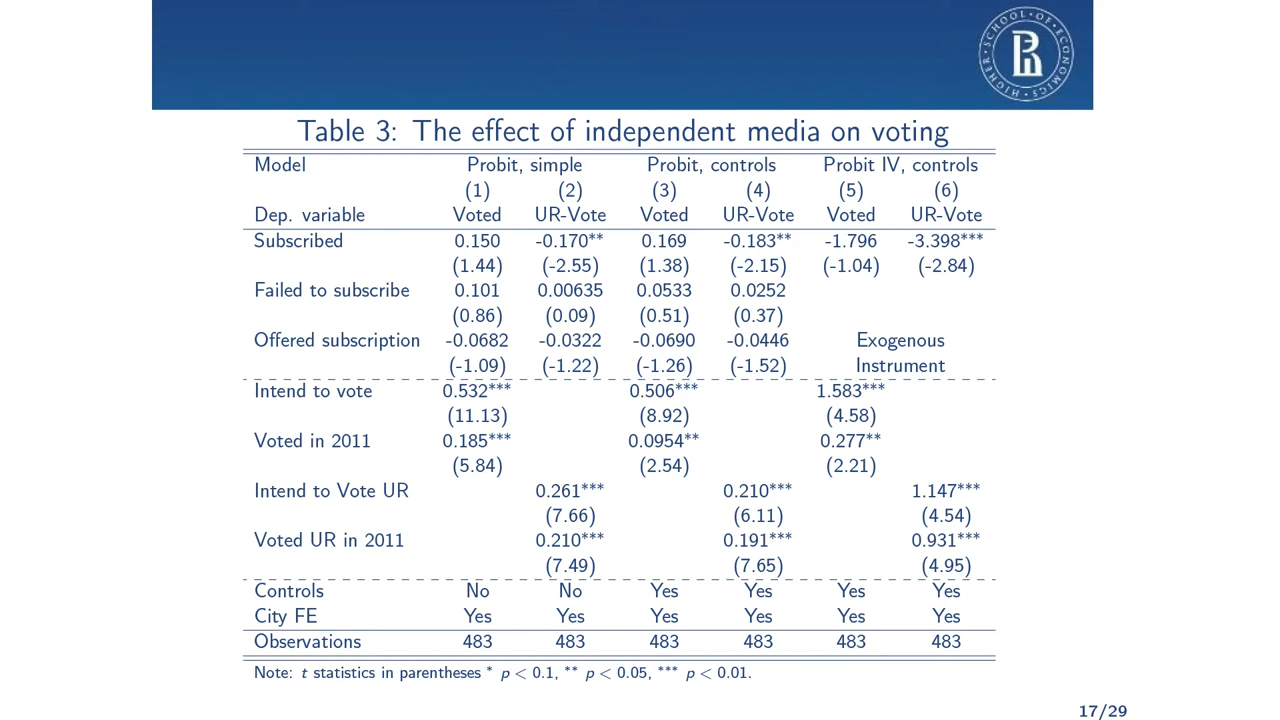 HIGHER · SCHOOL · OF · ECONOMICS
Table 3: The effect of independent media on voting
Model Probit, simple Probit, controls Probit IV, controls
(1) (2) (3) (4) (5) (6)
Dep. variable Voted UR-Vote Voted UR-Vote Voted UR-Vote
Subscribed 0.150 -0.170** 0.169 -0.183** -1.796 -3.398***
(1.44) (-2.55) (1.38) (-2.15) (-1.04) (-2.84)
Failed to subscribe 0.101 0.00635 0.0533 0.0252
(0.86) (0.09) (0.51) (0.37)
Offered subscription -0.0682 -0.0322 -0.0690 -0.0446 Exogenous
(-1.09) (-1.22) (-1.26) (-1.52) Instrument
Intend to vote 0.532*** 0.506*** 1.583***
(11.13) (8.92) (4.58)
Voted in 2011 0.185*** 0.0954** 0.277**
(5.84) (2.54) (2.21)
Intend to Vote UR 0.261*** 0.210*** 1.147***
(7.66) (6.11) (4.54)
Voted UR in 2011 0.210*** 0.191*** 0.931***
(7.49) (7.65) (4.95)
Controls No No Yes Yes Yes Yes
City FE Yes Yes Yes Yes Yes Yes
Observations 483 483 483 483 483 483
Note: t statistics in parentheses * p < 0.1, ** p < 0.05, *** p < 0.01.
17/29